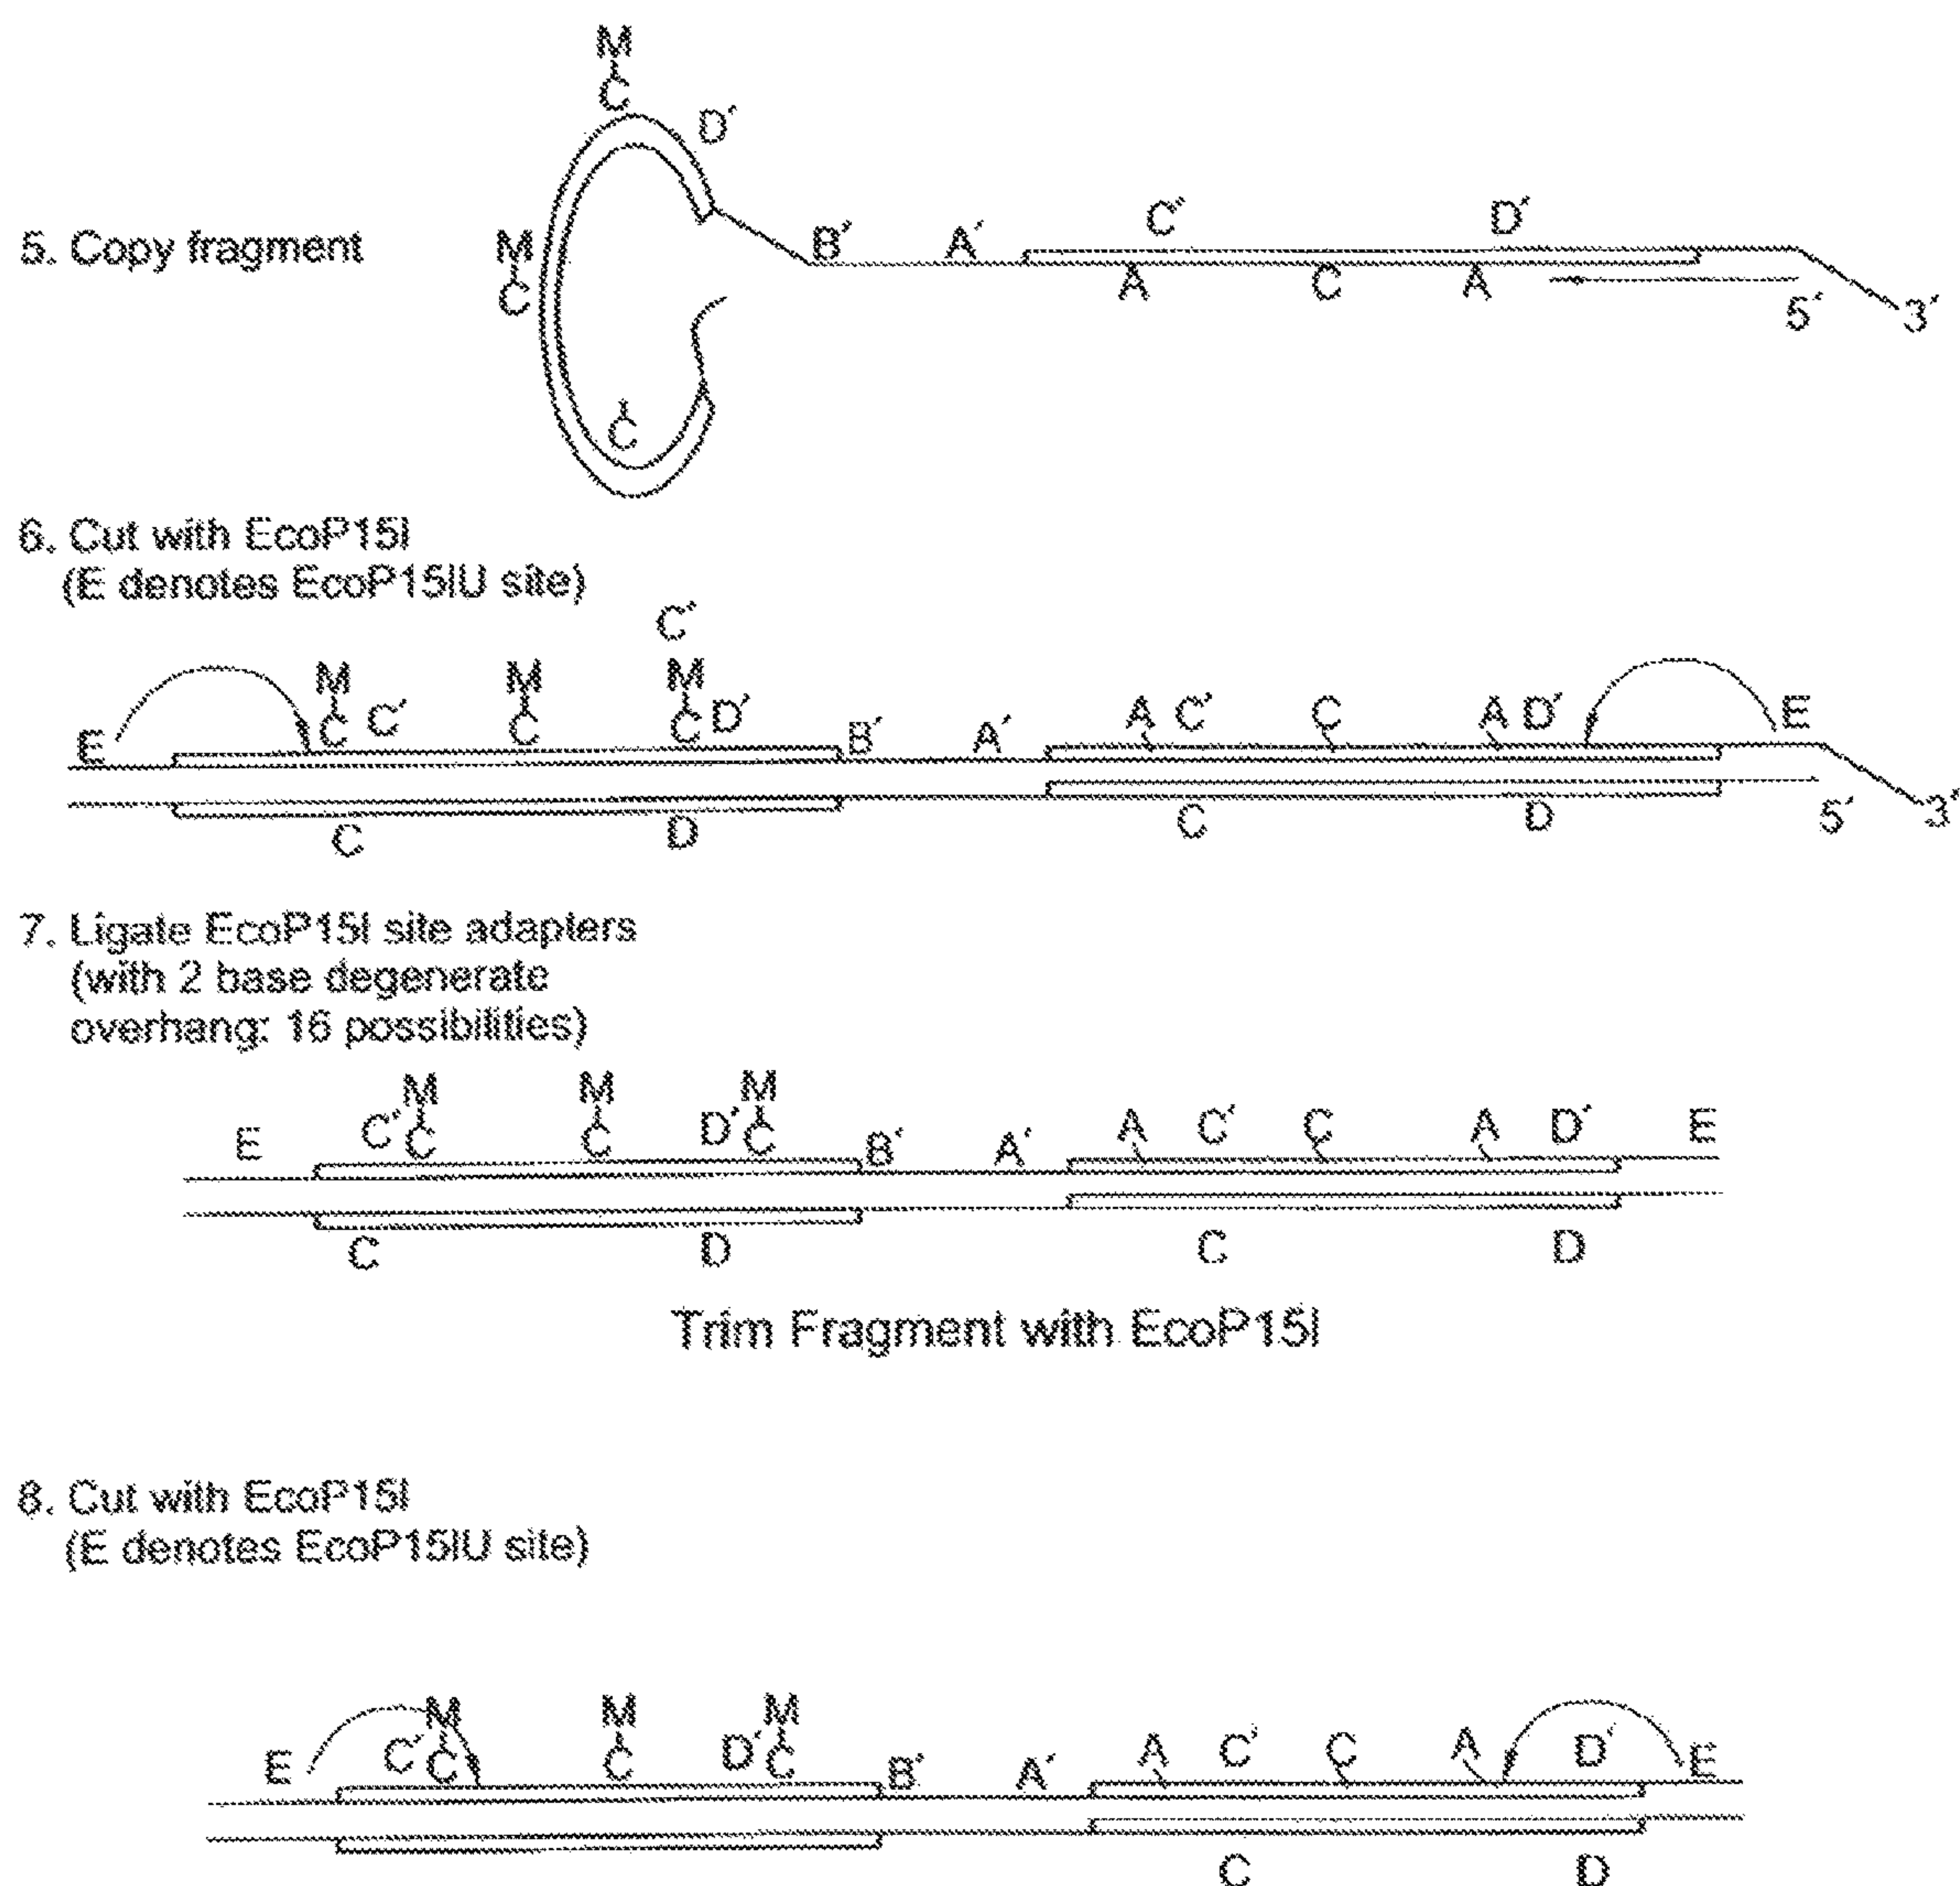 M
C
D′
5. Copy fragment
M
C
B′ A′ C′ D′
A C A
5′ 3′
C
6. Cut with EcoP15I
(E denotes EcoP15IU site)
C′
M M M
E C C′ C C D′ B′ A′ A C′ C A D′ E
C D C D 5′ 3′
7. Ligate EcoP15I site adapters
(with 2 base degenerate
overhang: 16 possibilities)
M M M
E C′ C C D′ C B′ A′ A C′ C A D′ E
C D C D
Trim Fragment with EcoP15I
8. Cut with EcoP15I
(E denotes EcoP15IU site)
M M M
E C′ C C D′ C B′ A′ A C′ C A D′ E
C D